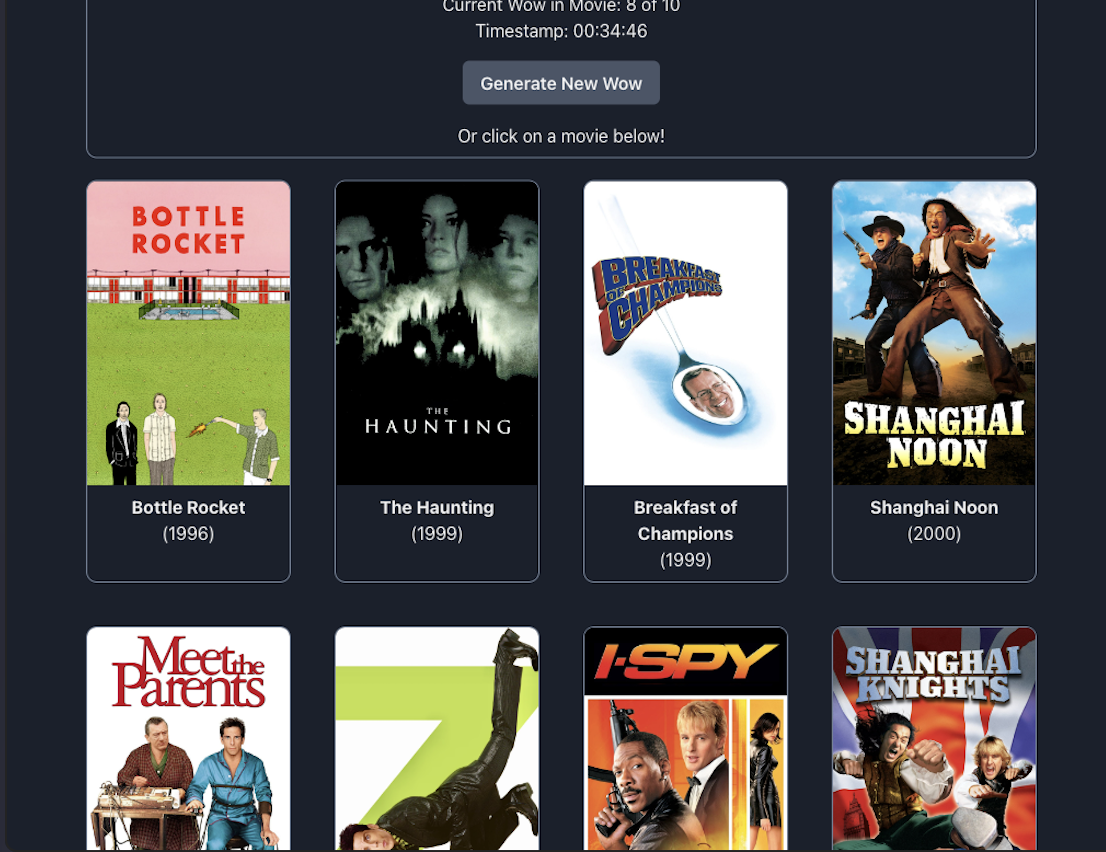 Current Wow in Movie: 8 of 10
Timestamp: 00:34:46
Generate New Wow
Or click on a movie below!
BOTTLE
ROCKET
THE
HAUNTING
BREAKFAST
OF
CHAMPIONS
SHANGHAI
NOON
Bottle Rocket
(1996)
The Haunting
(1999)
Breakfast of
Champions
(1999)
Shanghai Noon
(2000)
Meet the
Parents
Z
I-SPY
SHANGHAI
KNIGHTS